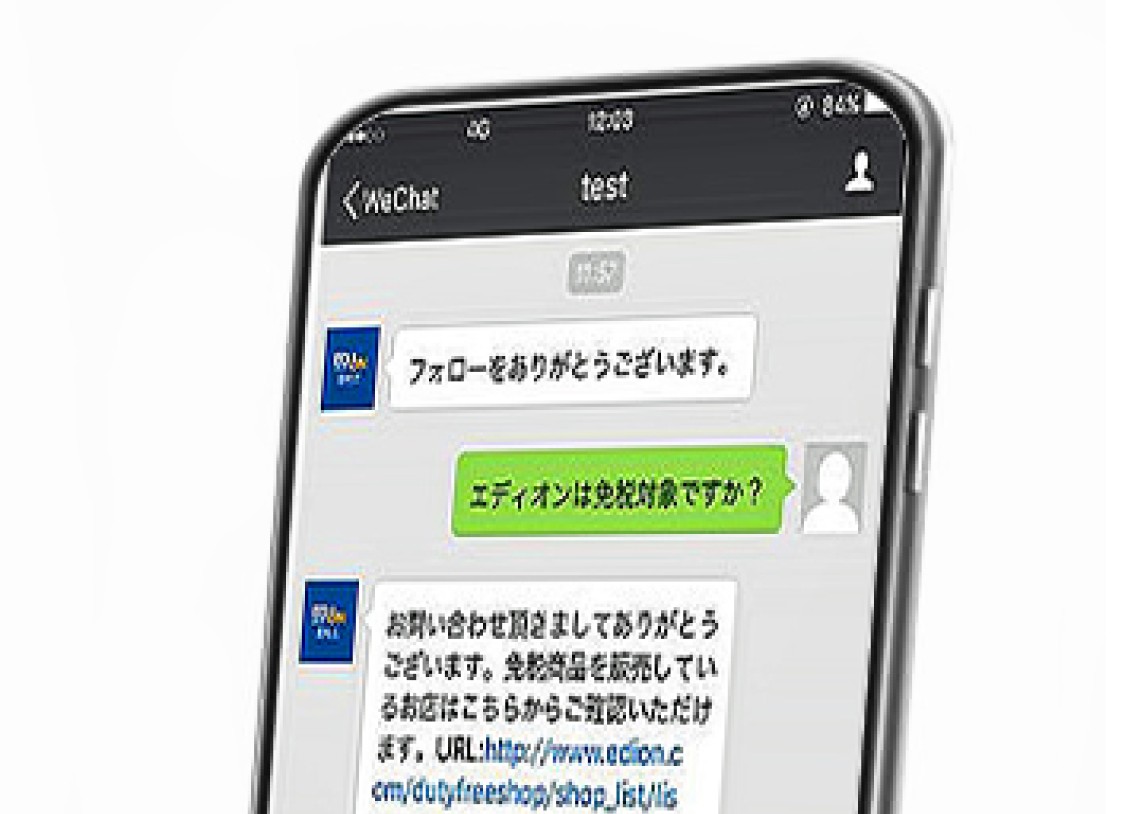 4G 12:03 84%
WeChat test
11:57
フォローをありがとうございます。
エディオンは免税対象ですか？
お問い合わせ頂きましてありがとう
ございます。免税商品を販売してい
るお店はこちらからご確認いただけ
ます。URL:http://www.edion.c
om/dutyfreeshop/shop_list/lis